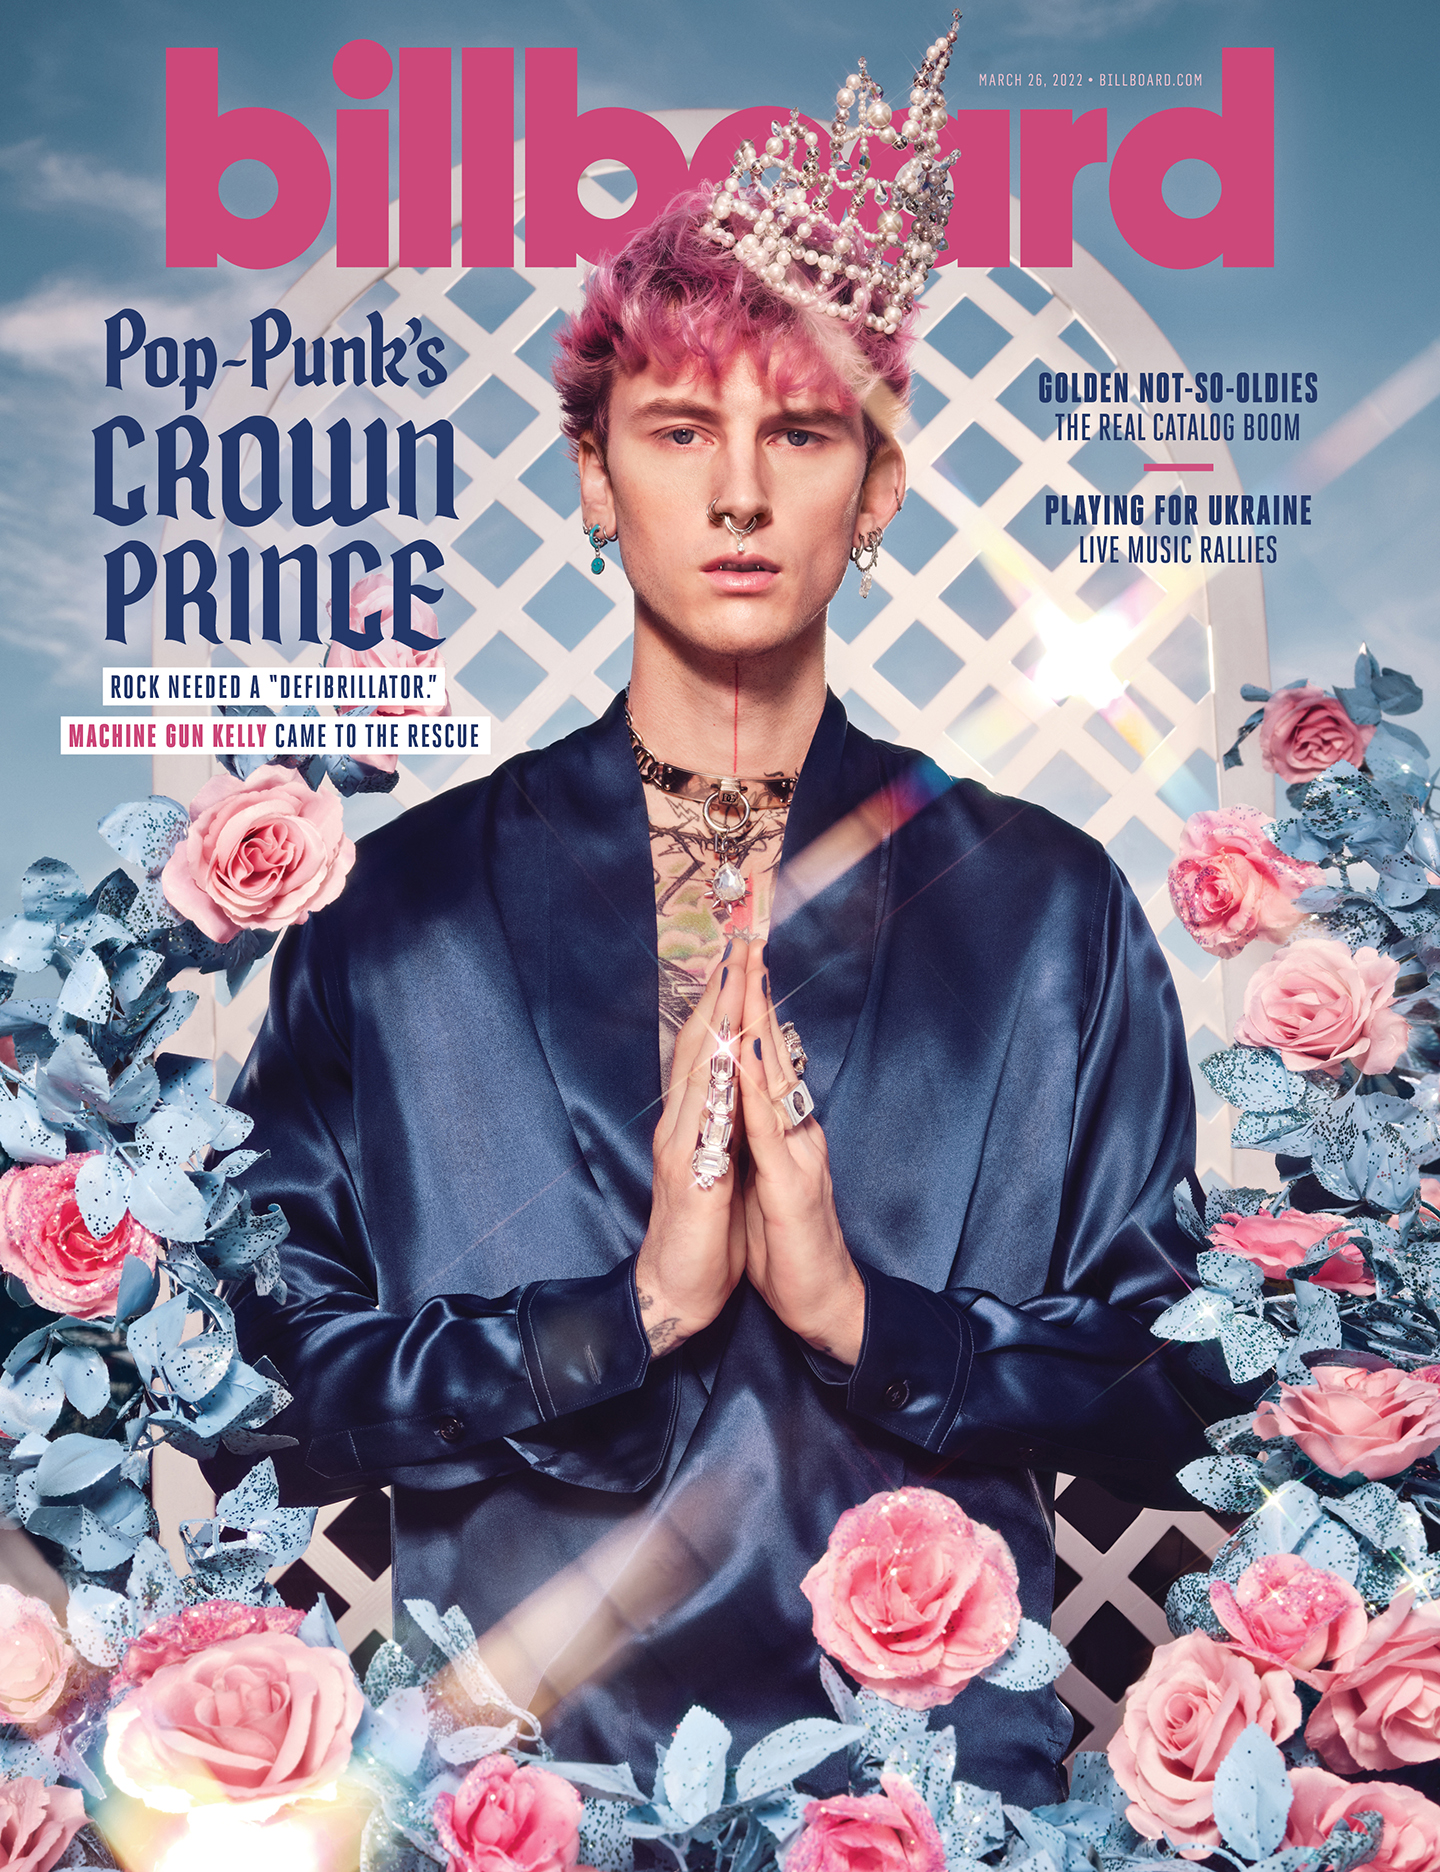 billboard
MARCH 26, 2022 • BILLBOARD.COM
Pop-Punk's
CROWN
PRINCE
ROCK NEEDED A "DEFIBRILLATOR."
MACHINE GUN KELLY CAME TO THE RESCUE
GOLDEN NOT-SO-OLDIES
THE REAL CATALOG BOOM
PLAYING FOR UKRAINE
LIVE MUSIC RALLIES